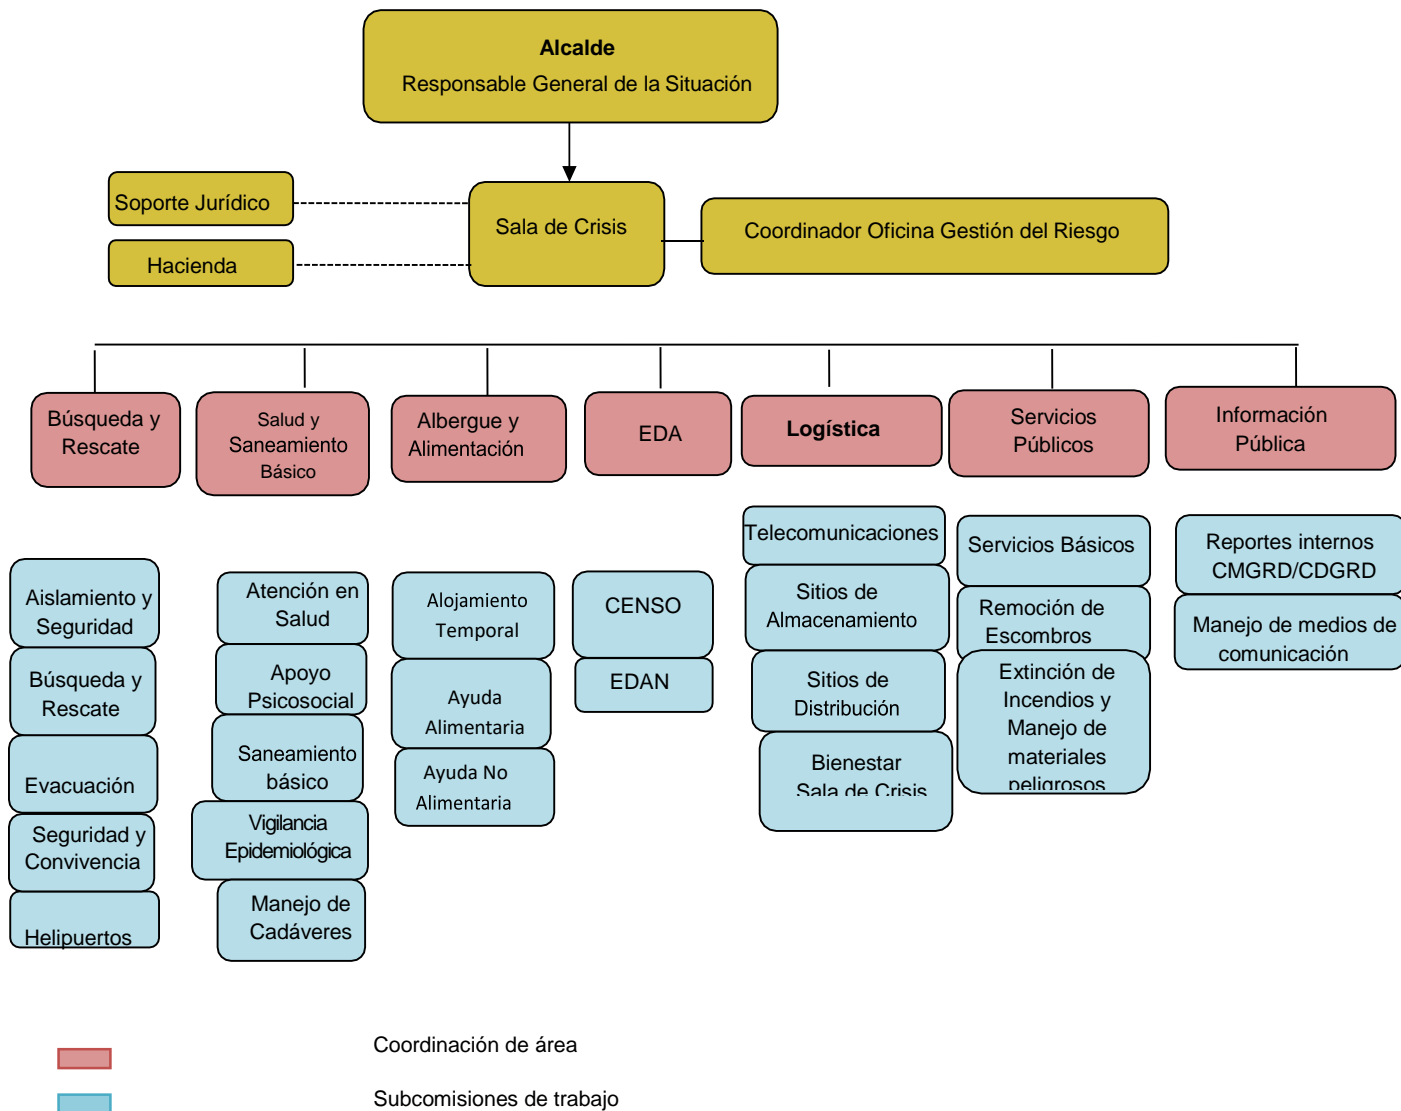 Alcalde
Responsable General de la Situación
Soporte Jurídico
Sala de Crisis
Coordinador Oficina Gestión del Riesgo
Hacienda
Búsqueda y
Rescate
Salud y
Saneamiento
Básico
Albergue y
Alimentación
EDA
Logística
Servicios
Públicos
Información
Pública
Aislamiento y
Seguridad
Búsqueda y
Rescate
Evacuación
Seguridad y
Convivencia
Helipuertos
Atención en
Salud
Apoyo
Psicosocial
Saneamiento
básico
Vigilancia
Epidemiológica
Manejo de
Cadáveres
Alojamiento
Temporal
Ayuda
Alimentaria
Ayuda No
Alimentaria
CENSO
EDAN
Telecomunicaciones
Sitios de
Almacenamiento
Sitios de
Distribución
Bienestar
Sala de Crisis
Servicios Básicos
Remoción de
Escombros
Extinción de
Incendios y
Manejo de
materiales
peligrosos
Reportes internos
CMGRD/CDGRD
Manejo de medios de
comunicación
Coordinación de área
Subcomisiones de trabajo